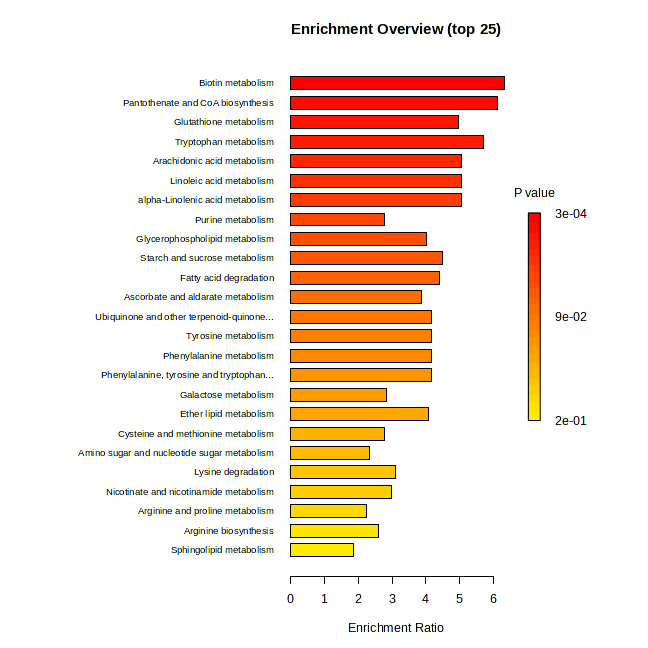 Enrichment Overview (top 25)
Biotin metabolism
Pantothenate and CoA biosynthesis
Glutathione metabolism
Tryptophan metabolism
Arachidonic acid metabolism
Linoleic acid metabolism
alpha-Linolenic acid metabolism
Purine metabolism
Glycerophospholipid metabolism
Starch and sucrose metabolism
Fatty acid degradation
Ascorbate and aldarate metabolism
Ubiquinone and other terpenoid-quinone...
Tyrosine metabolism
Phenylalanine metabolism
Phenylalanine, tyrosine and tryptophan...
Galactose metabolism
Ether lipid metabolism
Cysteine and methionine metabolism
Amino sugar and nucleotide sugar metabolism
Lysine degradation
Nicotinate and nicotinamide metabolism
Arginine and proline metabolism
Arginine biosynthesis
Sphingolipid metabolism
0 1 2 3 4 5 6
Enrichment Ratio
P value
3e-04
9e-02
2e-01